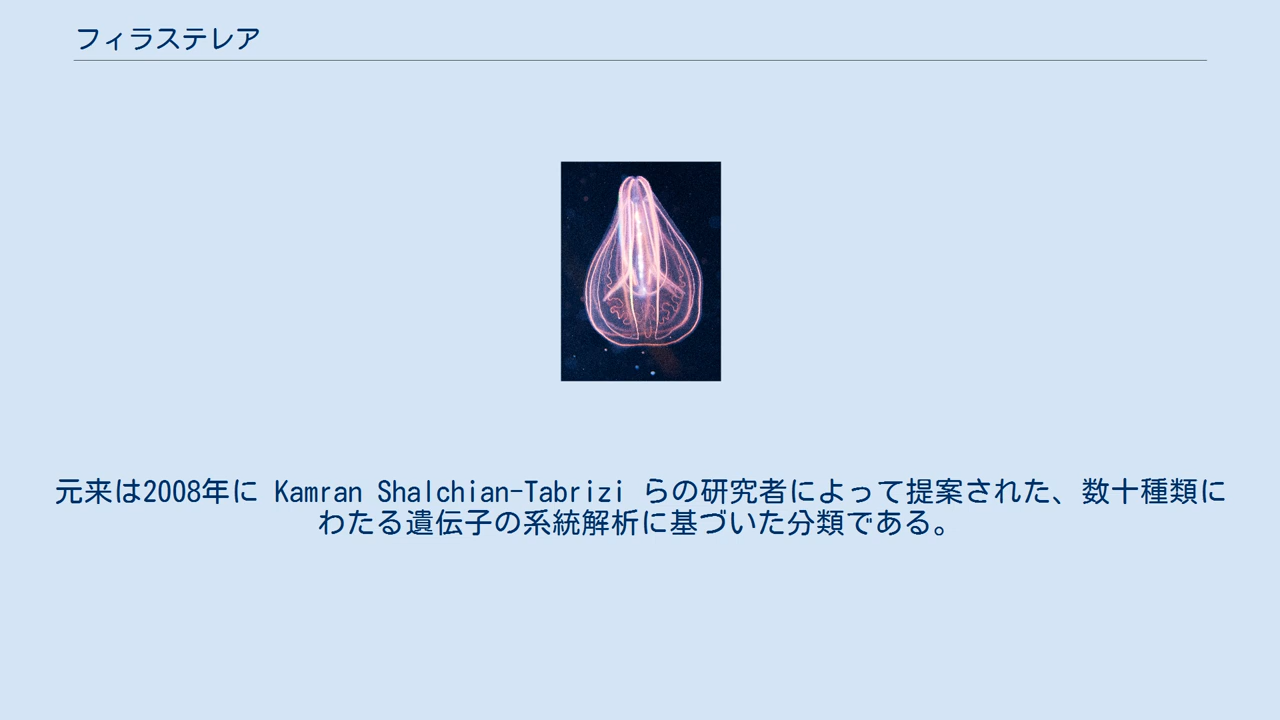 フィラステレア
元来は2008年に Kamran Shalchian-Tabrizi らの研究者によって提案された、数十種類に
わたる遺伝子の系統解析に基づいた分類である。